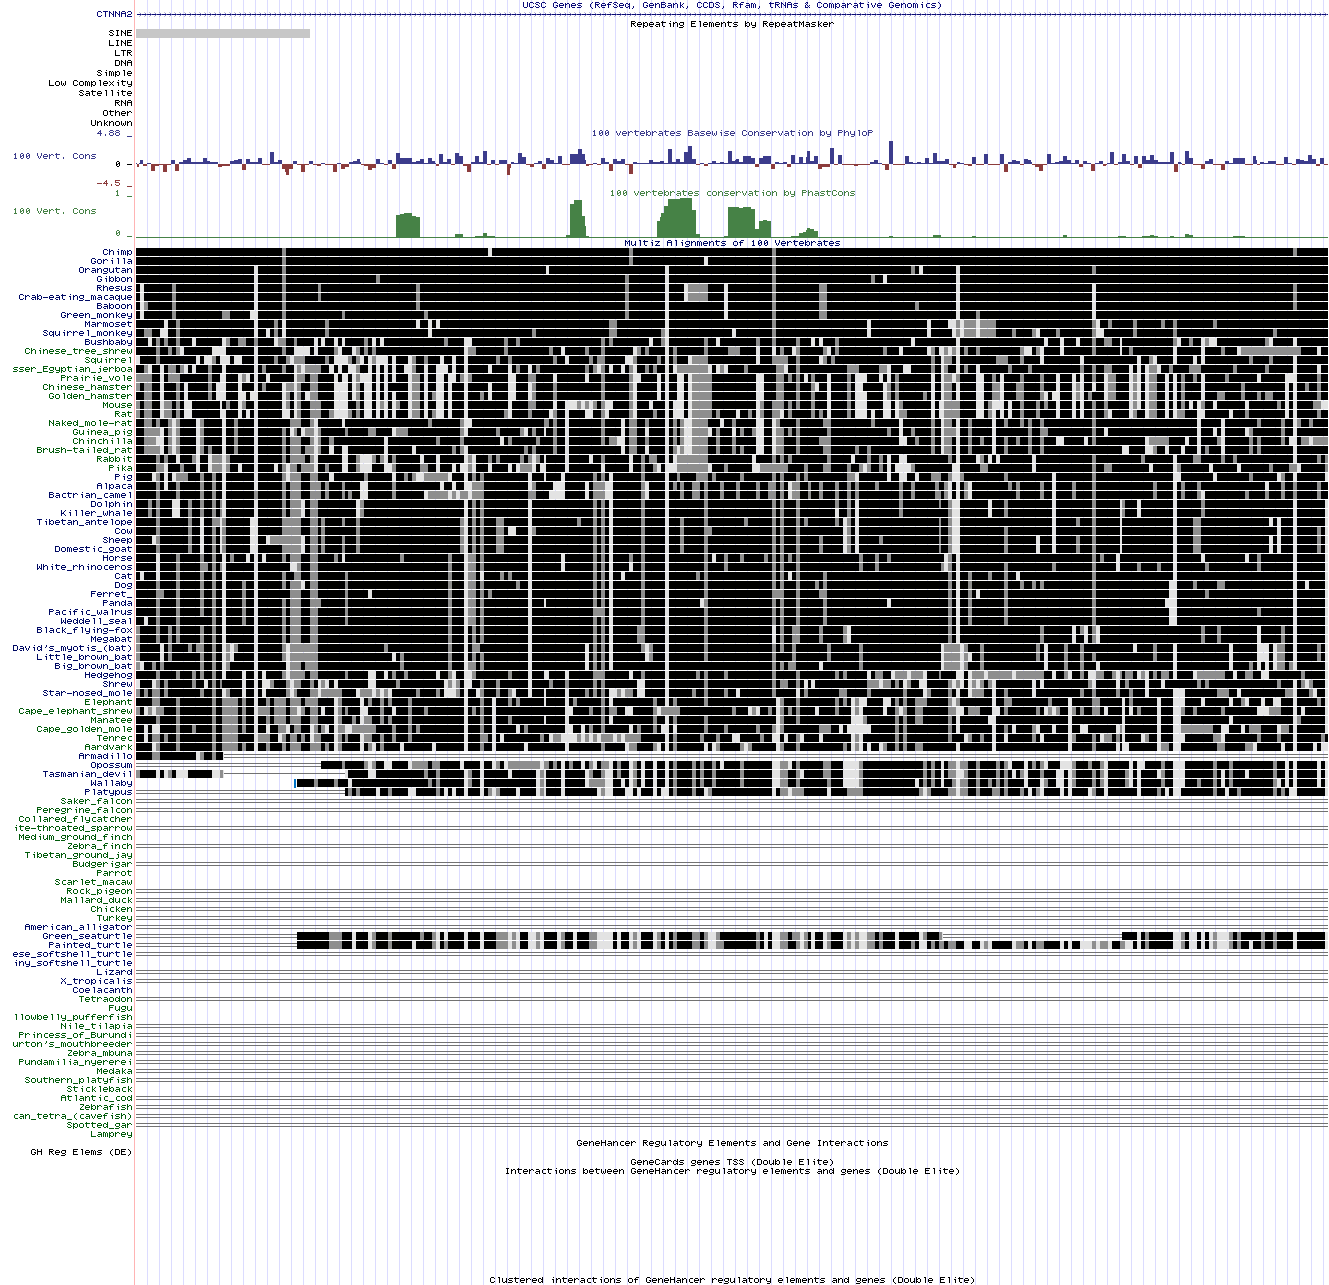 UCSC Genes (RefSeq, GenBank, CCDS, Rfam, tRNAs & Comparative Genomics)
CTNNA2
Repeating Elements by RepeatMasker
SINE
LINE
LTR
DNA
Simple
Low Complexity
Satellite
RNA
Other
Unknown
100 vertebrates Basewise Conservation by PhyloP
4.88 _
100 Vert. Cons
0 -
-4.5 _
100 vertebrates conservation by PhastCons
1 _
100 Vert. Cons
0 _
Multiz Alignments of 100 Vertebrates
Chimp
Gorilla
Orangutan
Gibbon
Rhesus
Crab-eating_macaque
Baboon
Green_monkey
Marmoset
Squirrel_monkey
Bushbaby
Chinese_tree_shrew
Squirrel
sser_Egyptian_jerboa
Prairie_vole
Chinese_hamster
Golden_hamster
Mouse
Rat
Naked_mole-rat
Guinea_pig
Chinchilla
Brush-tailed_rat
Rabbit
Pika
Pig
Alpaca
Bactrian_camel
Dolphin
Killer_whale
Tibetan_antelope
Cow
Sheep
Domestic_goat
Horse
White_rhinoceros
Cat
Dog
Ferret_
Panda
Pacific_walrus
Weddell_seal
Black_flying-fox
Megabat
David's_myotis_(bat)
Little_brown_bat
Big_brown_bat
Hedgehog
Shrew
Star-nosed_mole
Elephant
Cape_elephant_shrew
Manatee
Cape_golden_mole
Tenrec
Aardvark
Armadillo
Opossum
Tasmanian_devil
Wallaby
Platypus
Saker_falcon
Peregrine_falcon
Collared_flycatcher
ite-throated_sparrow
Medium_ground_finch
Zebra_finch
Tibetan_ground_jay
Budgerigar
Parrot
Scarlet_macaw
Rock_pigeon
Mallard_duck
Chicken
Turkey
American_alligator
Green_seaturtle
Painted_turtle
ese_softshell_turtle
iny_softshell_turtle
Lizard
X_tropicalis
Coelacanth
Tetraodon
Fugu
llowbelly_pufferfish
Nile_tilapia
Princess_of_Burundi
urton's_mouthbreeder
Zebra_mbuna
Pundamilia_nyererei
Medaka
Southern_platyfish
Stickleback
Atlantic_cod
Zebrafish
can_tetra_(cavefish)
Spotted_gar
Lamprey
GeneHancer Regulatory Elements and Gene Interactions
GH Reg Elems (DE)
GeneCards genes TSS (Double Elite)
Interactions between GeneHancer regulatory elements and genes (Double Elite)
Clustered interactions of GeneHancer regulatory elements and genes (Double Elite)